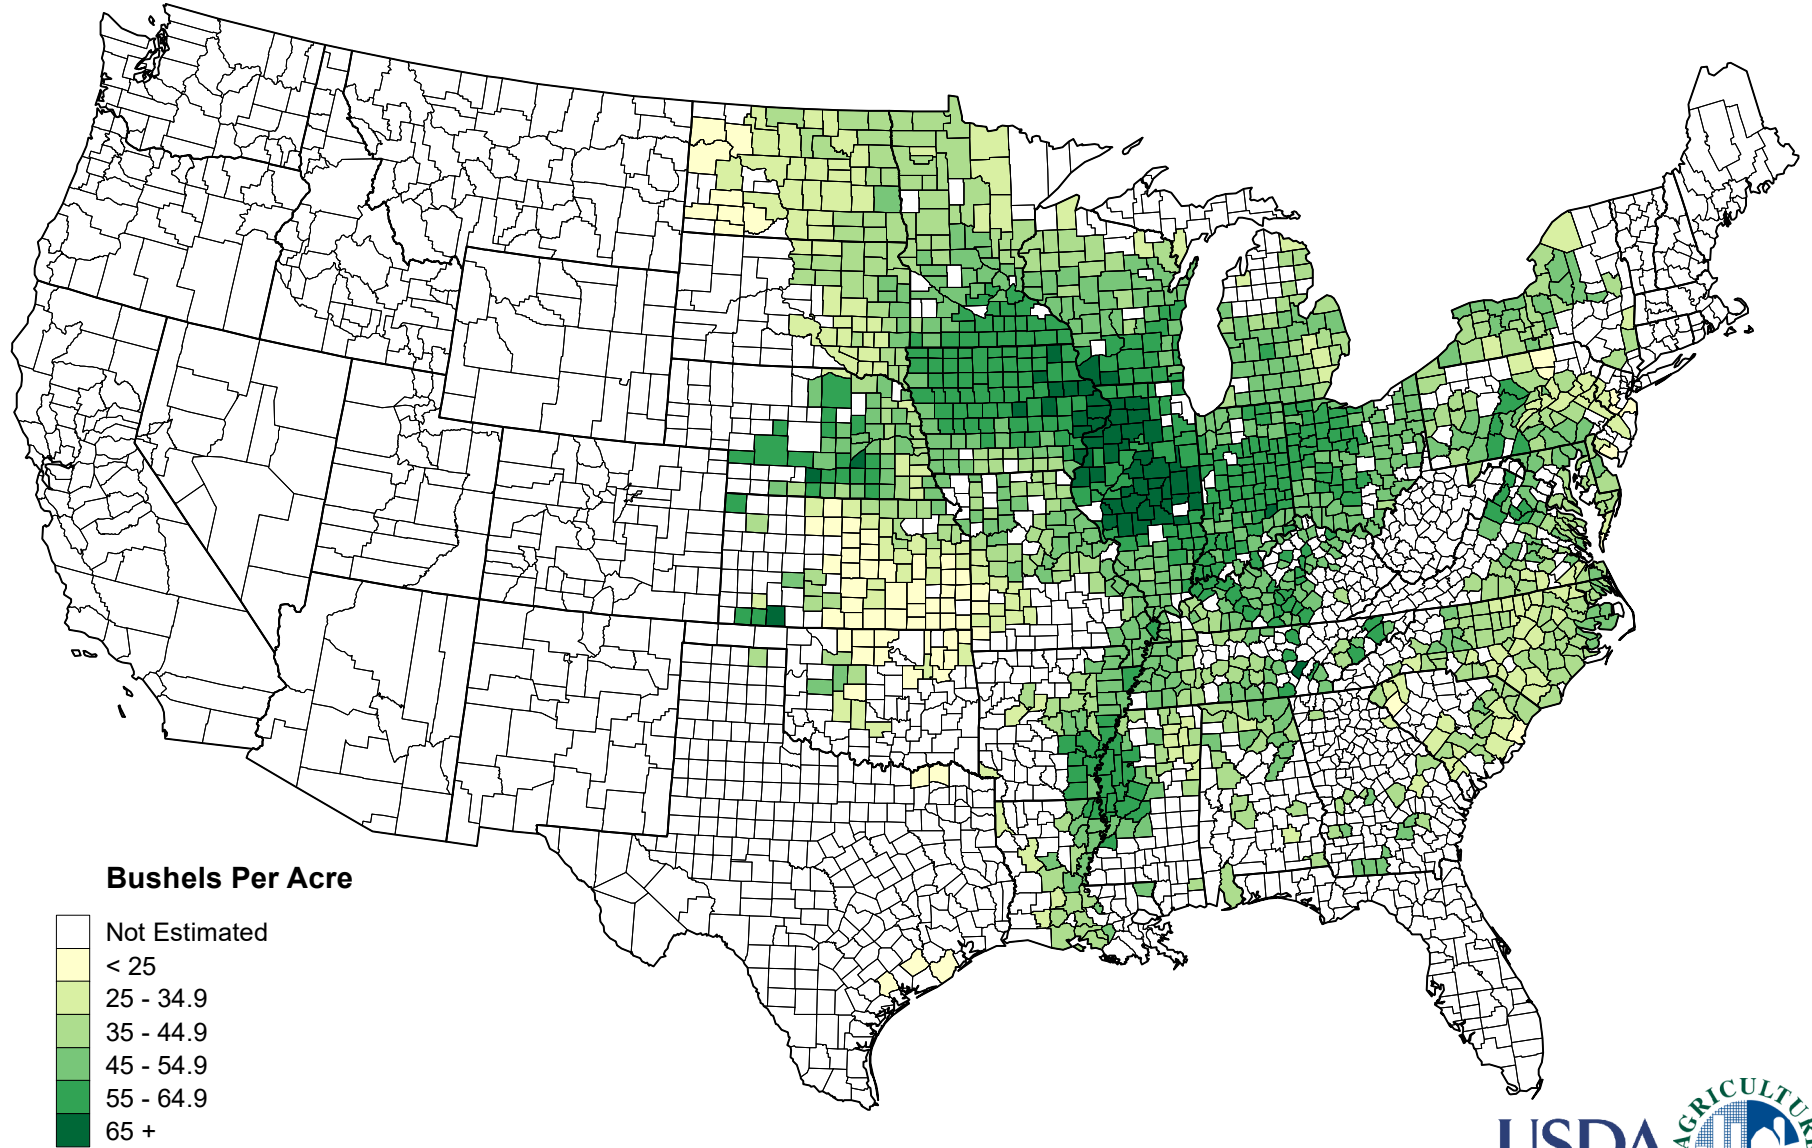 Bushels Per Acre
Not Estimated
< 25
25 - 34.9
35 - 44.9
45 - 54.9
55 - 64.9
65 +
USDA